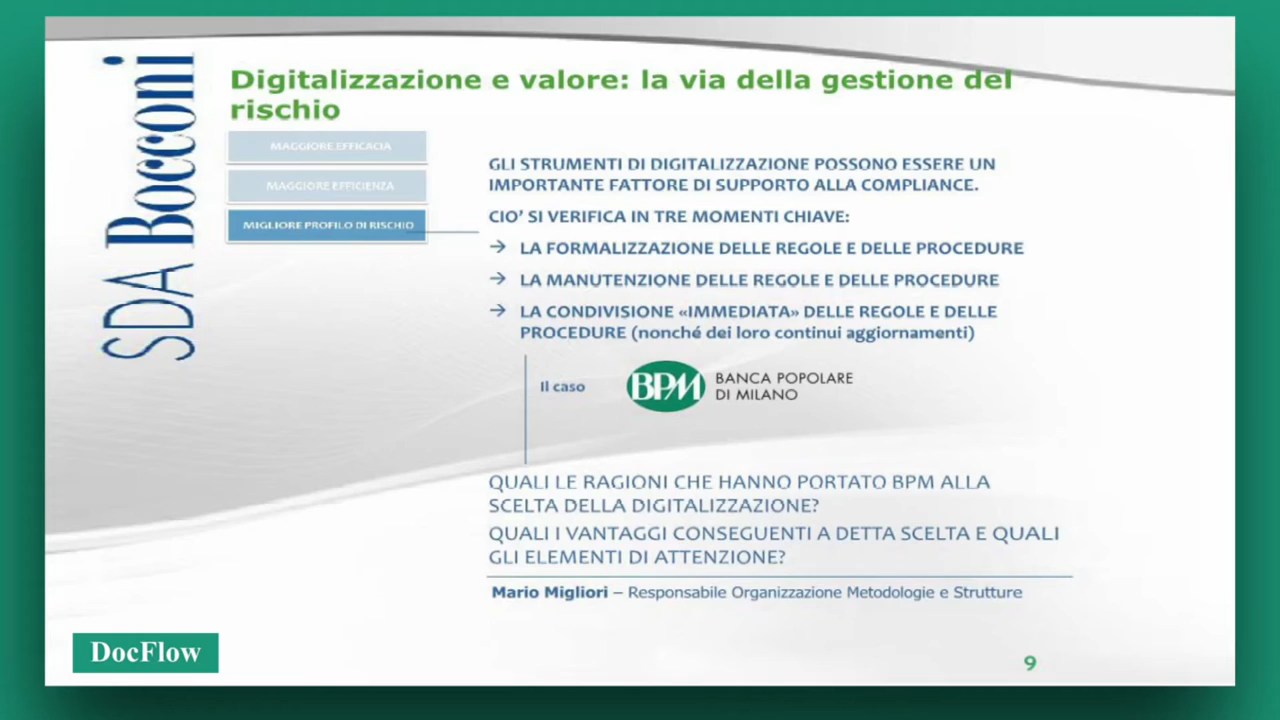 SDA Bocconi
Digitalizzazione e valore: la via della gestione del
rischio
MAGGIORE EFFICACIA
MAGGIORE EFFICIENZA
MIGLIORE PROFILO DI RISCHIO
GLI STRUMENTI DI DIGITALIZZAZIONE POSSONO ESSERE UN
IMPORTANTE FATTORE DI SUPPORTO ALLA COMPLIANCE.
CIO' SI VERIFICA IN TRE MOMENTI CHIAVE:
→ LA FORMALIZZAZIONE DELLE REGOLE E DELLE PROCEDURE
→ LA MANUTENZIONE DELLE REGOLE E DELLE PROCEDURE
→ LA CONDIVISIONE «IMMEDIATA» DELLE REGOLE E DELLE
PROCEDURE (nonché dei loro continui aggiornamenti)
Il caso
BPM
BANCA POPOLARE
DI MILANO
QUALI LE RAGIONI CHE HANNO PORTATO BPM ALLA
SCELTA DELLA DIGITALIZZAZIONE?
QUALI I VANTAGGI CONSEGUENTI A DETTA SCELTA E QUALI
GLI ELEMENTI DI ATTENZIONE?
Mario Migliori – Responsabile Organizzazione Metodologie e Strutture
DocFlow
9